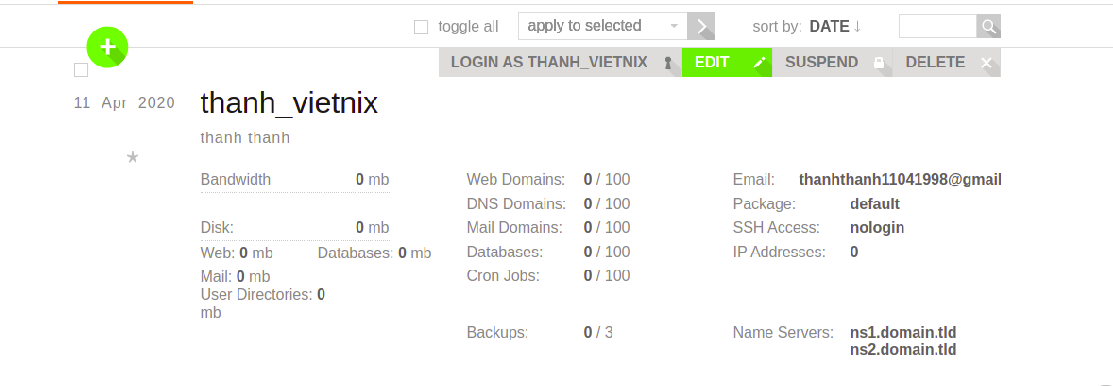 toggle all apply to selected sort by: DATE ↓
LOGIN AS THANH_VIETNIX EDIT SUSPEND DELETE
11 Apr 2020 thanh_vietnix
thanh thanh
Bandwidth 0 mb Web Domains: 0 / 100 Email: thanhthanh11041998@gmail
DNS Domains: 0 / 100 Package: default
Disk: 0 mb Mail Domains: 0 / 100 SSH Access: nologin
Web: 0 mb Databases: 0 mb Databases: 0 / 100 IP Addresses: 0
Mail: 0 mb Cron Jobs: 0 / 100
User Directories: 0
mb
Backups: 0 / 3 Name Servers: ns1.domain.tld
ns2.domain.tld